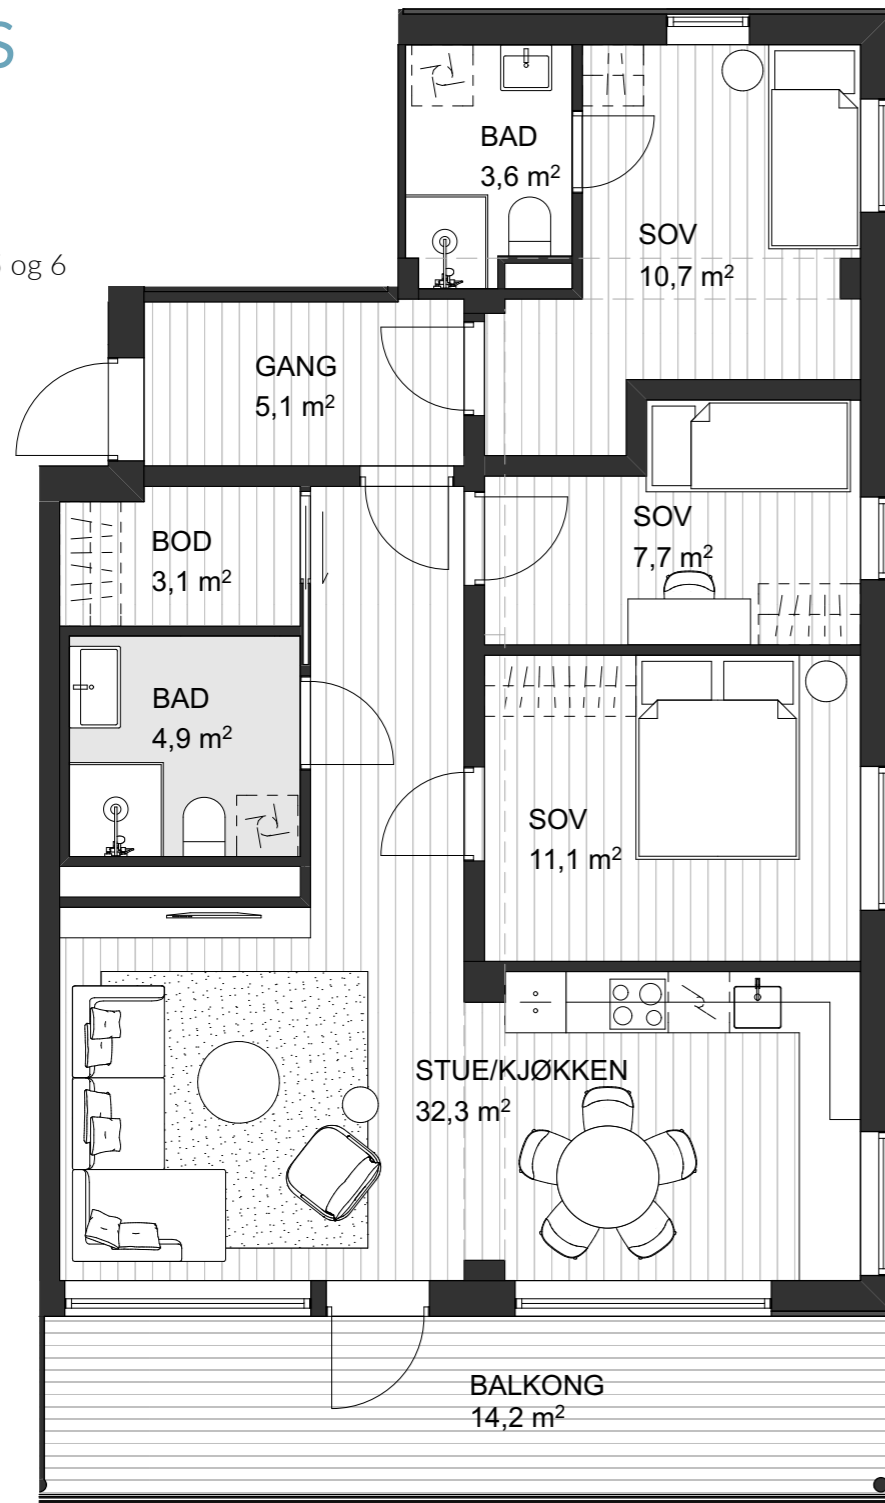 S
og 6
BAD
3,6 m²
SOV
10,7 m²
GANG
5,1 m²
SOV
7,7 m²
BOD
3,1 m²
BAD
4,9 m²
SOV
11,1 m²
STUE/KJØKKEN
32,3 m²
BALKONG
14,2 m²